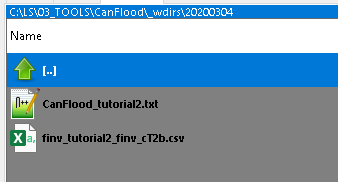 C:\LS\03_TOOLS\CanFlood\_wdirs\20200304
Name
[..]
CanFlood_tutorial2.txt
finv_tutorial2_finv_cT2b.csv